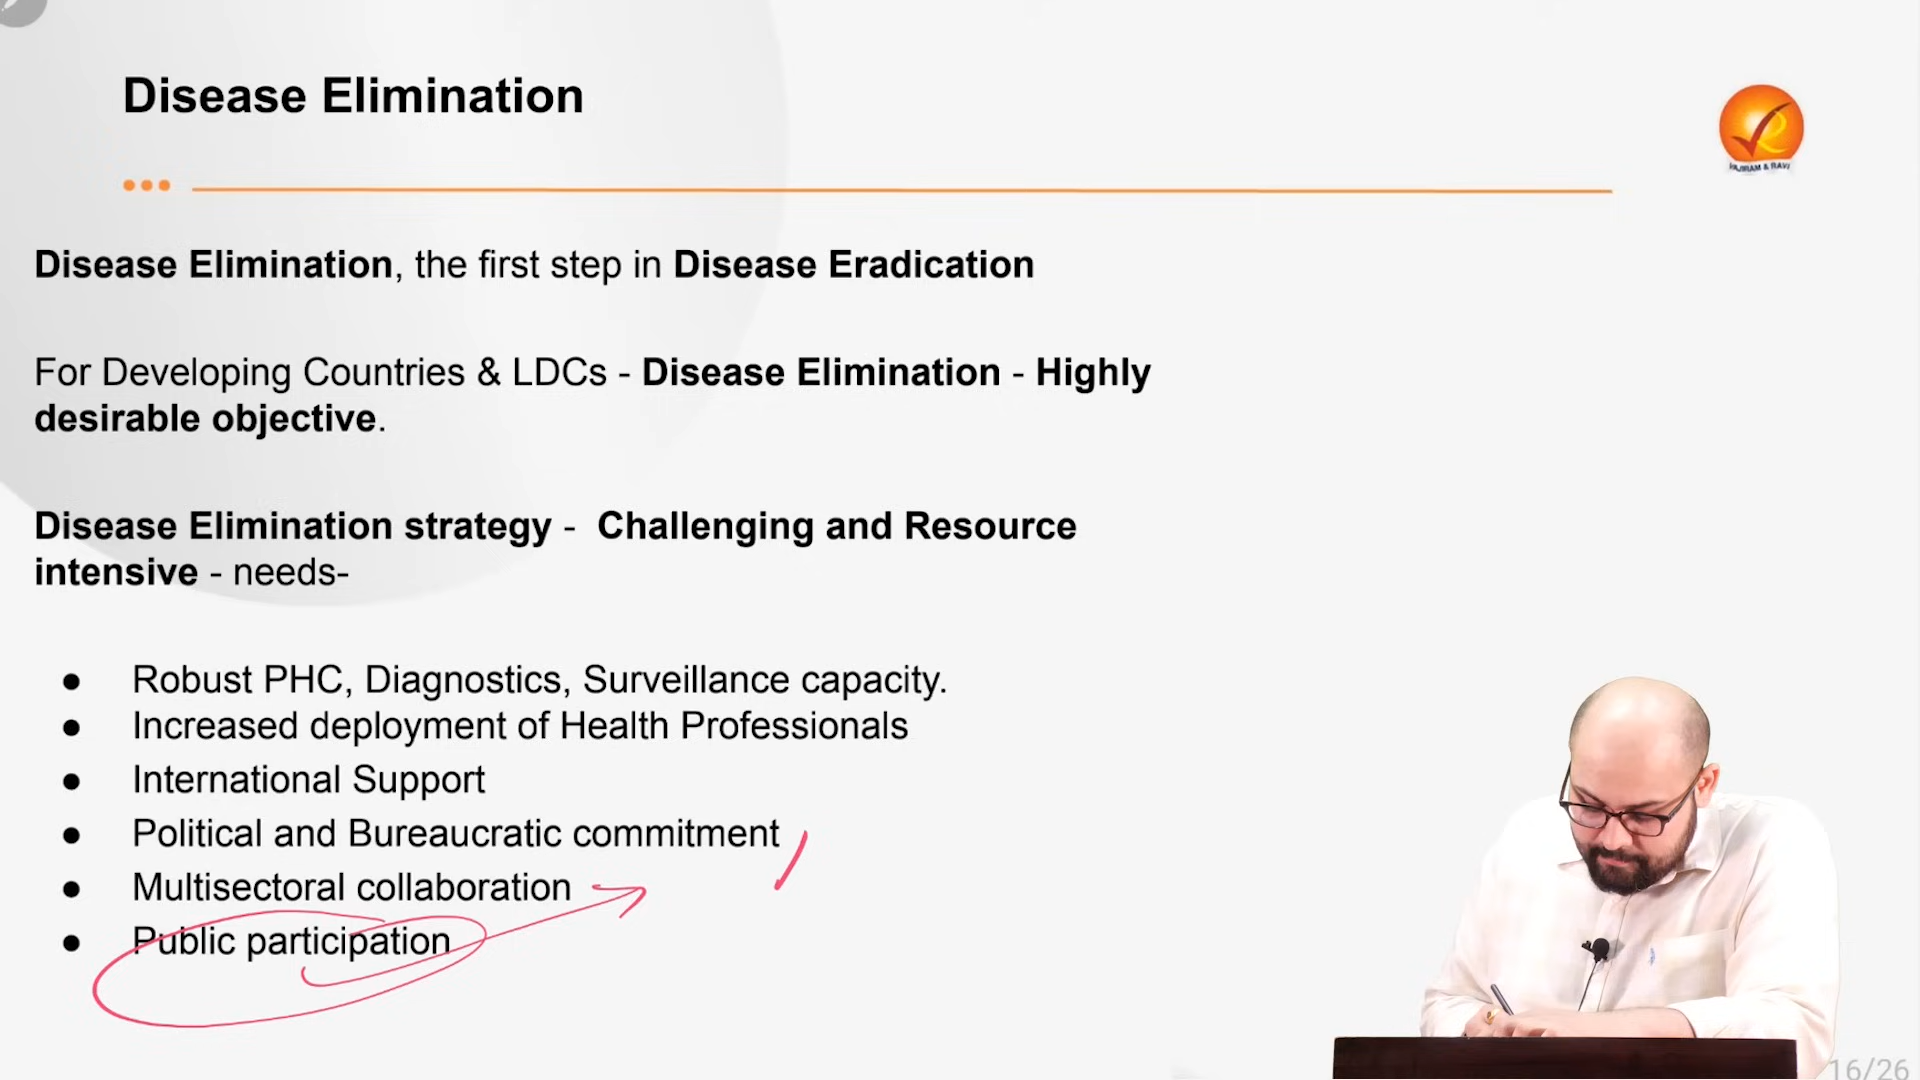 Disease Elimination
VAJIRAM & RAVI
Disease Elimination, the first step in Disease Eradication
For Developing Countries & LDCs - Disease Elimination - Highly
desirable objective.
Disease Elimination strategy - Challenging and Resource
intensive - needs-
● Robust PHC, Diagnostics, Surveillance capacity.
● Increased deployment of Health Professionals
● International Support
● Political and Bureaucratic commitment
● Multisectoral collaboration
● Public participation
16/26